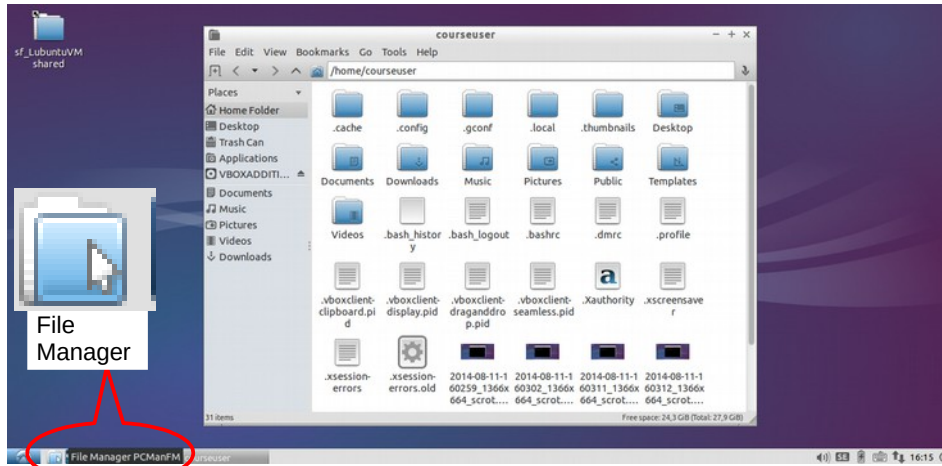 sf_LubuntuVM
shared
courseuser
File Edit View Bookmarks Go Tools Help
/home/courseuser
Places
Home Folder
Desktop
Trash Can
Applications
VBOXADDITI...
Documents
Music
Pictures
Videos
Downloads
.cache .config .gconf .local .thumbnails Desktop
Documents Downloads Music Pictures Public Templates
Videos .bash_histor .bash_logout .bashrc .dmrc .profile
y
.vboxclient- .vboxclient- .vboxclient- .vboxclient- .Xauthority .xscreensave
clipboard.pi display.pid draganddro seamless.pid r
d p.pid
.xsession- .xsession- 2014-08-11-1 2014-08-11-1 2014-08-11-1 2014-08-11-1
errors errors.old 60259_1366x 60302_1366x 60311_1366x 60312_1366x
664_scrot.... 664_scrot.... 664_scrot.... 664_scrot....
31 items Free space: 24,3 GiB (Total: 27,9 GiB)
File
Manager
File Manager PCManFM courseuser
SE 16:15